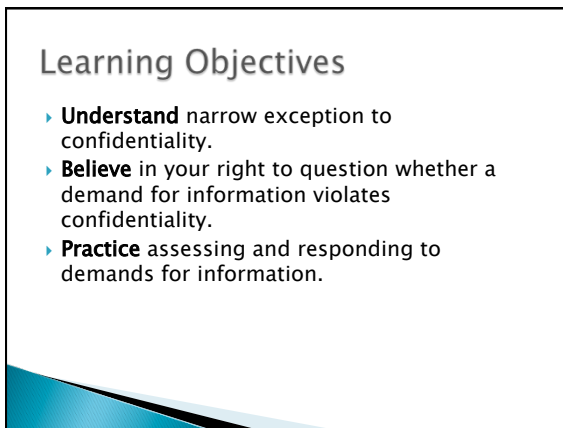 Learning Objectives
Understand narrow exception to
confidentiality.
Believe in your right to question whether a
demand for information violates
confidentiality.
Practice assessing and responding to
demands for information.